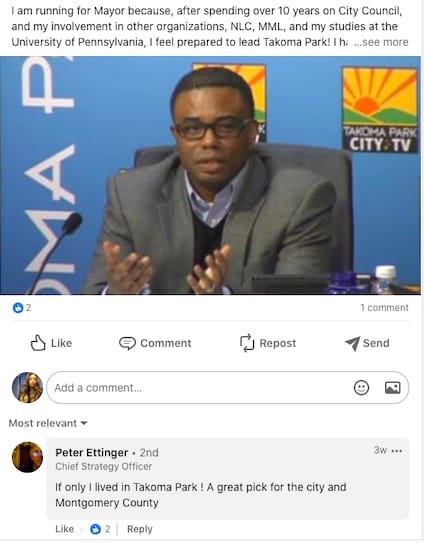 I am running for Mayor because, after spending over 10 years on City Council,
and my involvement in other organizations, NLC, MML, and my studies at the
University of Pennsylvania, I feel prepared to lead Takoma Park! I ha ...see more
OMA P
K
TAKOMA PARK
CITY TV
2
1 comment
Like Comment Repost Send
Add a comment...
Most relevant
Peter Ettinger • 2nd 3w
Chief Strategy Officer
If only I lived in Takoma Park ! A great pick for the city and
Montgomery County
Like · 2 | Reply